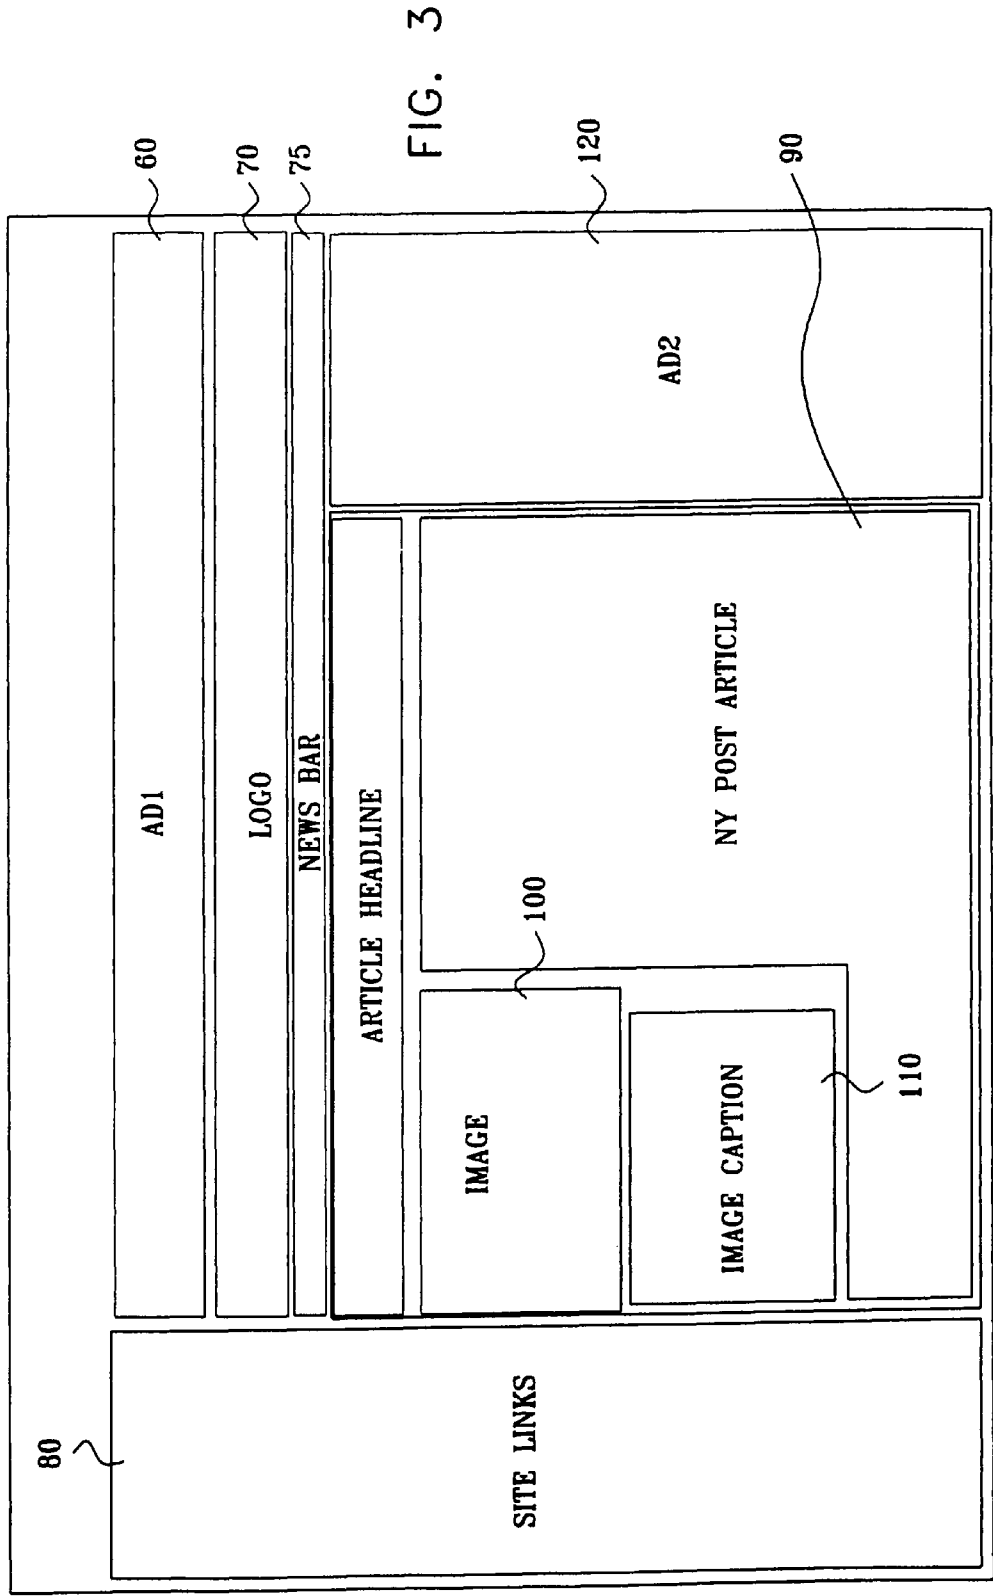 FIG. 3
60
70
75
120
90
80
AD1
LOGO
NEWS BAR
ARTICLE HEADLINE
AD2
NY POST ARTICLE
100
IMAGE
IMAGE CAPTION
110
SITE LINKS